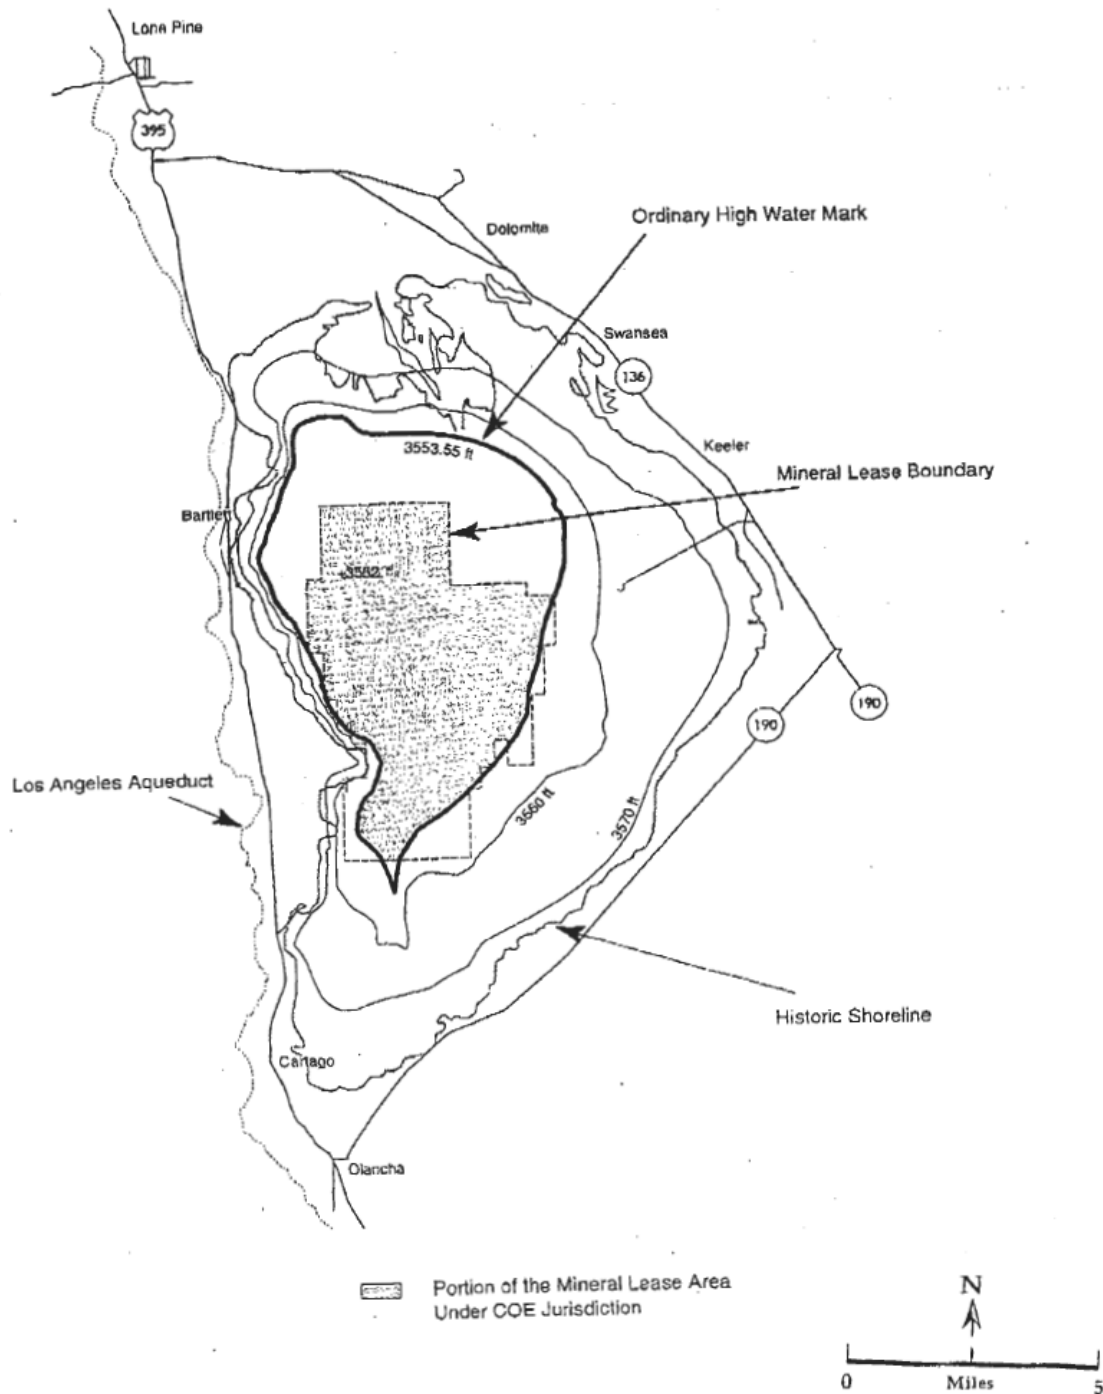 Lone Pine
395
Dolomite
Ordinary High Water Mark
Swansea
136
3553.55 ft
Keeler
Mineral Lease Boundary
Bartlett
190
190
Los Angeles Aqueduct
3560 ft
3570 ft
Historic Shoreline
Cartago
Olancha
Portion of the Mineral Lease Area
Under COE Jurisdiction
N
0 Miles 5